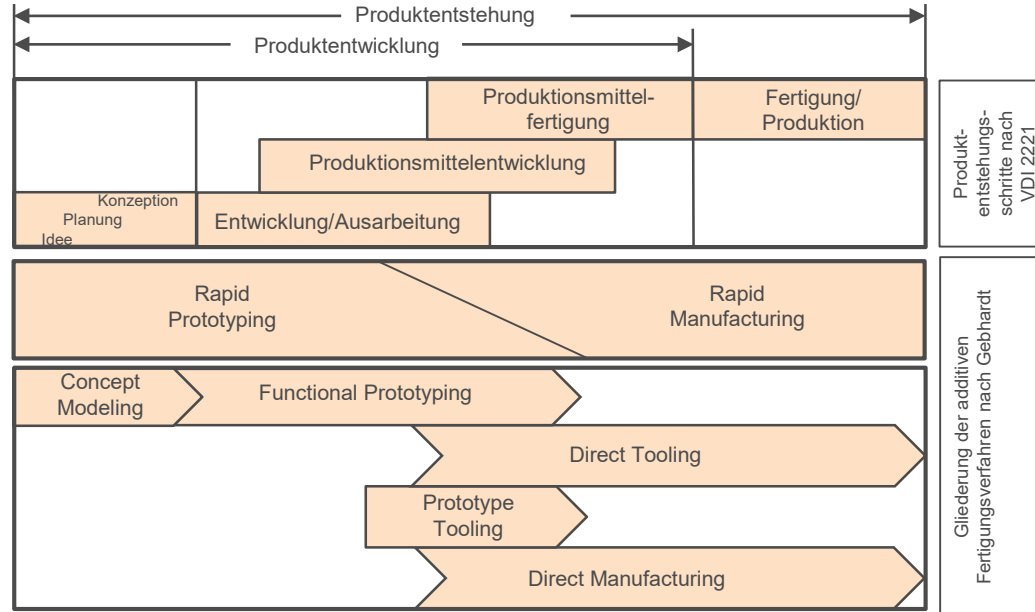 Produktentstehung
Produktentwicklung
Produktionsmittel-
fertigung
Fertigung/
Produktion
Produktionsmittelentwicklung
Konzeption
Planung
Idee
Entwicklung/Ausarbeitung
Produkt-
entstehungs-
schritte nach
VDI 2221
Rapid
Prototyping
Rapid
Manufacturing
Concept
Modeling
Functional Prototyping
Direct Tooling
Prototype
Tooling
Direct Manufacturing
Gliederung der additiven
Fertigungsverfahren nach Gebhardt